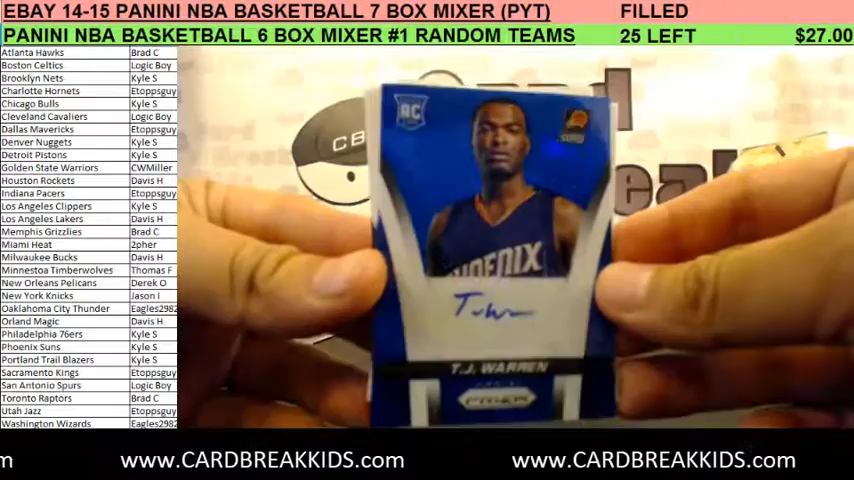 EBAY 14-15 PANINI NBA BASKETBALL 7 BOX MIXER (PYT) FILLED
PANINI NBA BASKETBALL 6 BOX MIXER #1 RANDOM TEAMS 25 LEFT $27.00
Atlanta Hawks Brad C
Boston Celtics Logic Boy
Brooklyn Nets Kyle S
Charlotte Hornets Etoppsguy
Chicago Bulls Kyle S
Cleveland Cavaliers Logic Boy
Dallas Mavericks Etoppsguy
Denver Nuggets Kyle S
Detroit Pistons Kyle S
Golden State Warriors CWMiller
Houston Rockets Davis H
Indiana Pacers Etoppsguy
Los Angeles Clippers Kyle S
Los Angeles Lakers Davis H
Memphis Grizzlies Brad C
Miami Heat 2pher
Milwaukee Bucks Davis H
Minnestoa Timberwolves Thomas F
New Orleans Pelicans Derek O
New York Knicks Jason I
Oaklahoma City Thunder Eagles2982
Orland Magic Davis H
Philadelphia 76ers Kyle S
Phoenix Suns Kyle S
Portland Trail Blazers Kyle S
Sacramento Kings Etoppsguy
San Antonio Spurs Logic Boy
Toronto Raptors Brad C
Utah Jazz Etoppsguy
Washington Wizards Eagles2982
CB
RC
SUNS
PHOENIX
T.J. WARREN
PRIZM
m www.CARDBREAKKIDS.com www.CARDBREAKKIDS.com